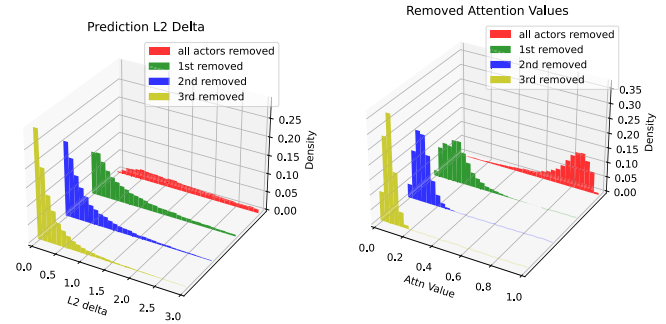 Prediction L2 Delta
all actors removed
1st removed
2nd removed
3rd removed
0.25
0.20
0.15
0.10
0.05
0.00
Density
0.0
0.5
1.0
1.5
2.0
2.5
3.0
L2 delta
Removed Attention Values
all actors removed
1st removed
2nd removed
3rd removed
0.35
0.30
0.25
0.20
0.15
0.10
0.05
0.00
Density
0.0
0.2
0.4
0.6
0.8
1.0
Attn Value